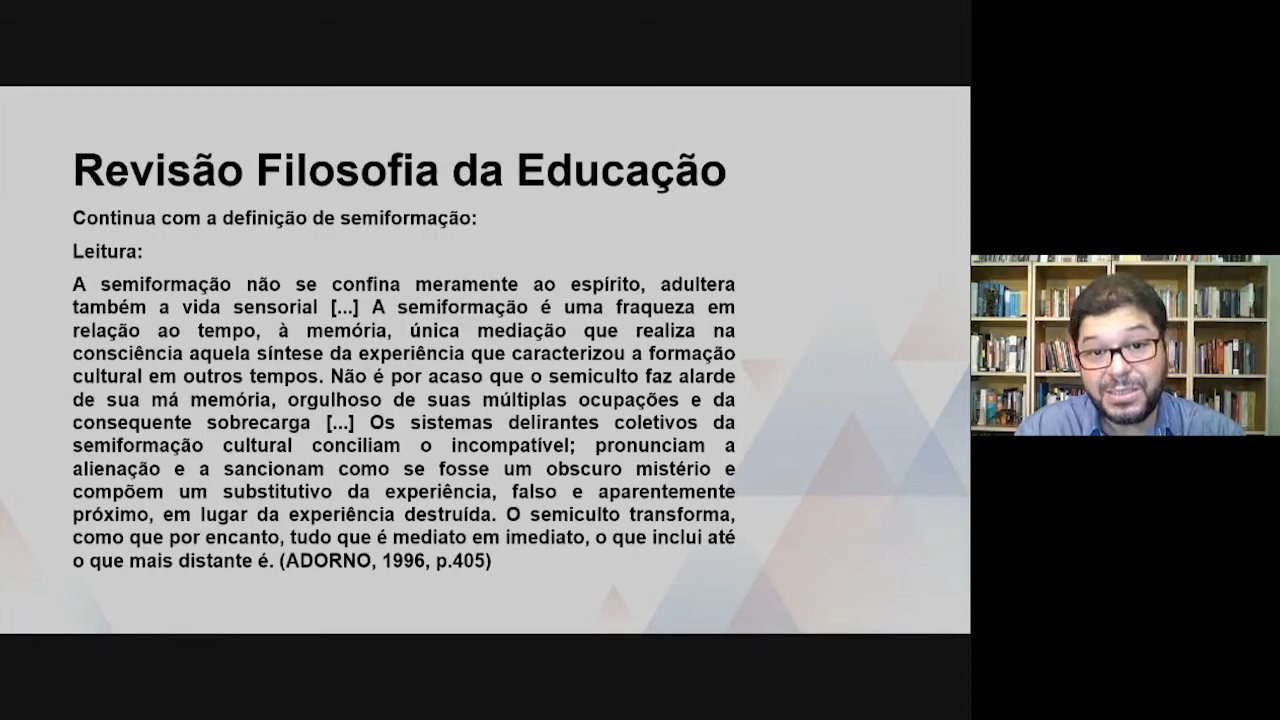 Revisão Filosofia da Educação
Continua com a definição de semiformação:
Leitura:
A semiformação não se confina meramente ao espírito, adultera
também a vida sensorial [...] A semiformação é uma fraqueza em
relação ao tempo, à memória, única mediação que realiza na
consciência aquela síntese da experiência que caracterizou a formação
cultural em outros tempos. Não é por acaso que o semiculto faz alarde
de sua má memória, orgulhoso de suas múltiplas ocupações e da
consequente sobrecarga [...] Os sistemas delirantes coletivos da
semiformação cultural conciliam o incompatível; pronunciam a
alienação e a sancionam como se fosse um obscuro mistério e
compõem um substitutivo da experiência, falso e aparentemente
próximo, em lugar da experiência destruída. O semiculto transforma,
como que por encanto, tudo que é mediato em imediato, o que inclui até
o que mais distante é. (ADORNO, 1996, p.405)